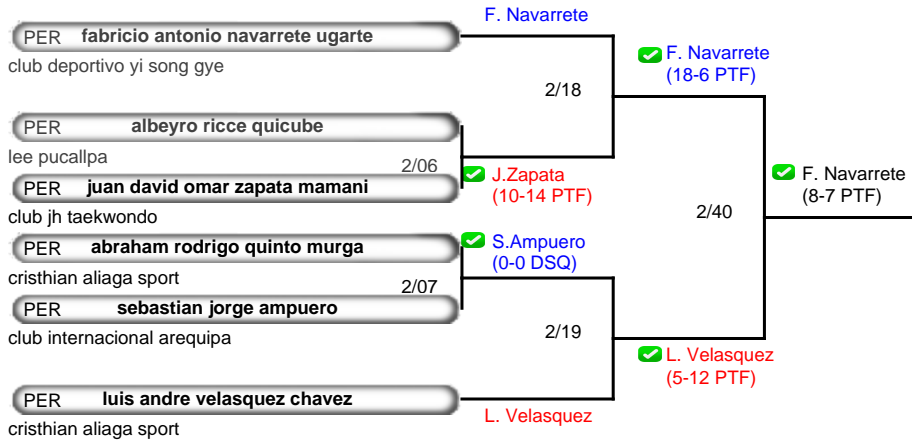 F. Navarrete
PER fabricio antonio navarrete ugarte
club deportivo yi song gye
F. Navarrete
(18-6 PTF)
2/18
PER albeyro ricce quicube
lee pucallpa
2/06
J.Zapata
(10-14 PTF)
PER juan david omar zapata mamani
club jh taekwondo
F. Navarrete
(8-7 PTF)
2/40
PER abraham rodrigo quinto murga
cristhian aliaga sport
S.Ampuero
(0-0 DSQ)
2/07
PER sebastian jorge ampuero
club internacional arequipa
2/19
L. Velasquez
(5-12 PTF)
PER luis andre velasquez chavez
L. Velasquez
cristhian aliaga sport